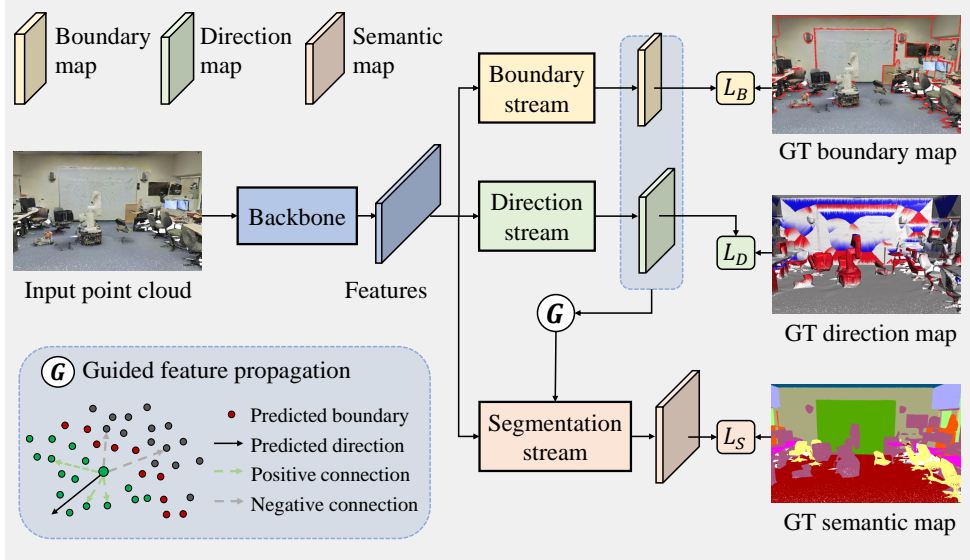 Boundary
map
Direction
map
Semantic
map
Boundary
stream
L_B
GT boundary map
Backbone
Direction
stream
L_D
Input point cloud
Features
GT direction map
G
G Guided feature propagation
Predicted boundary
Predicted direction
Positive connection
Negative connection
Segmentation
stream
L_S
GT semantic map